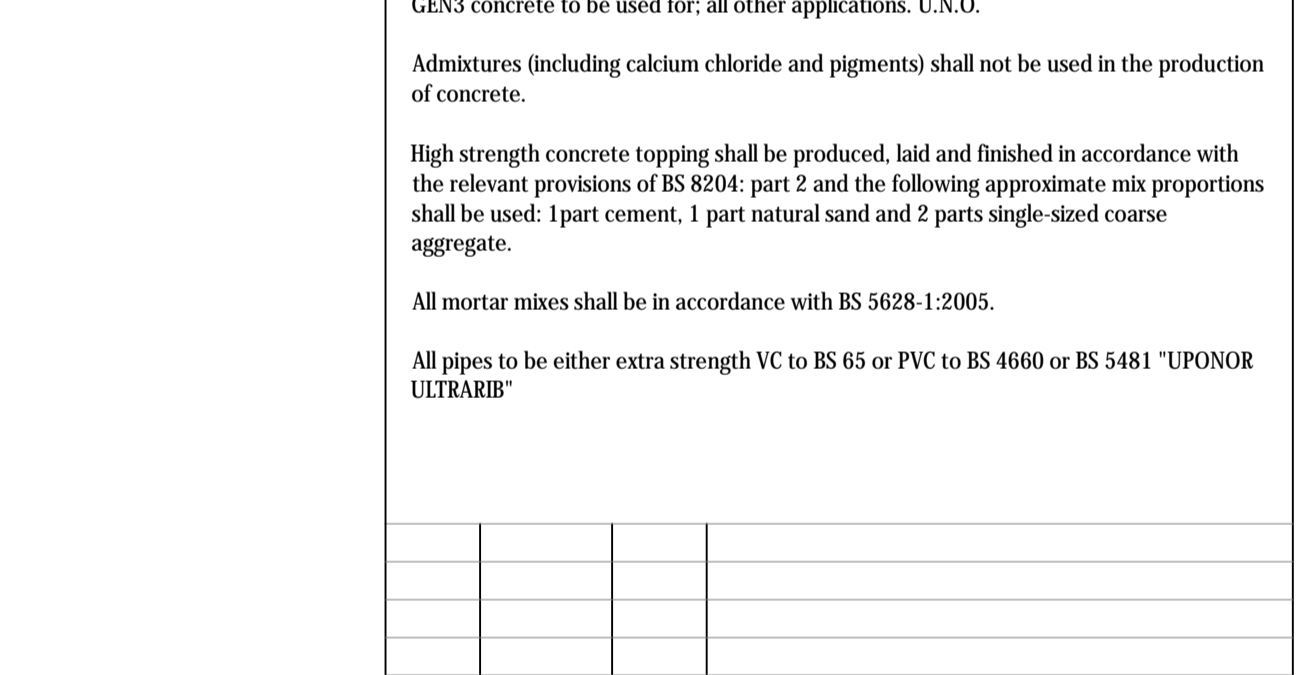 GEN3 concrete to be used for; all other applications. U.N.O.
Admixtures (including calcium chloride and pigments) shall not be used in the production
of concrete.
High strength concrete topping shall be produced, laid and finished in accordance with
the relevant provisions of BS 8204: part 2 and the following approximate mix proportions
shall be used: 1part cement, 1 part natural sand and 2 parts single-sized coarse
aggregate.
All mortar mixes shall be in accordance with BS 5628-1:2005.
All pipes to be either extra strength VC to BS 65 or PVC to BS 4660 or BS 5481 "UPONOR
ULTRARIB"